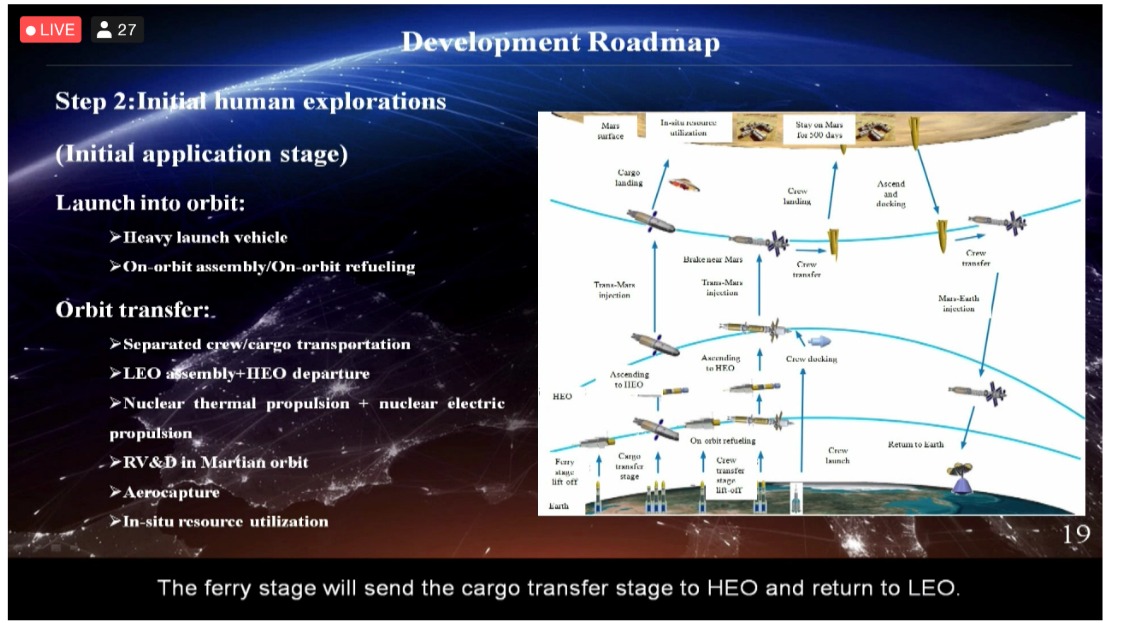 LIVE
27
Development Roadmap
Step 2:Initial human explorations
(Initial application stage)
Launch into orbit:
➢Heavy launch vehicle
➢On-orbit assembly/On-orbit refueling
Orbit transfer:
➢Separated crew/cargo transportation
➢LEO assembly+HEO departure
➢Nuclear thermal propulsion + nuclear electric
propulsion
➢RV&D in Martian orbit
➢Aerocapture
➢In-situ resource utilization
Mars
surface
In-situ resource
utilization
Stay on Mars
for 500 days
Cargo
landing
Crew
landing
Ascend
and
docking
Brake near Mars
Crew
transfer
Crew
transfer
Trans-Mars
injection
Trans-Mars
injection
Mars-Earth
injection
Ascending
to HEO
Ascending
to HEO
Crew docking
HEO
On orbit refueling
Return to Earth
Ferry
stage
lift off
Cargo
transfer
stage
Crew
transfer
stage
lift-off
Crew
launch
Earth
19
The ferry stage will send the cargo transfer stage to HEO and return to LEO.